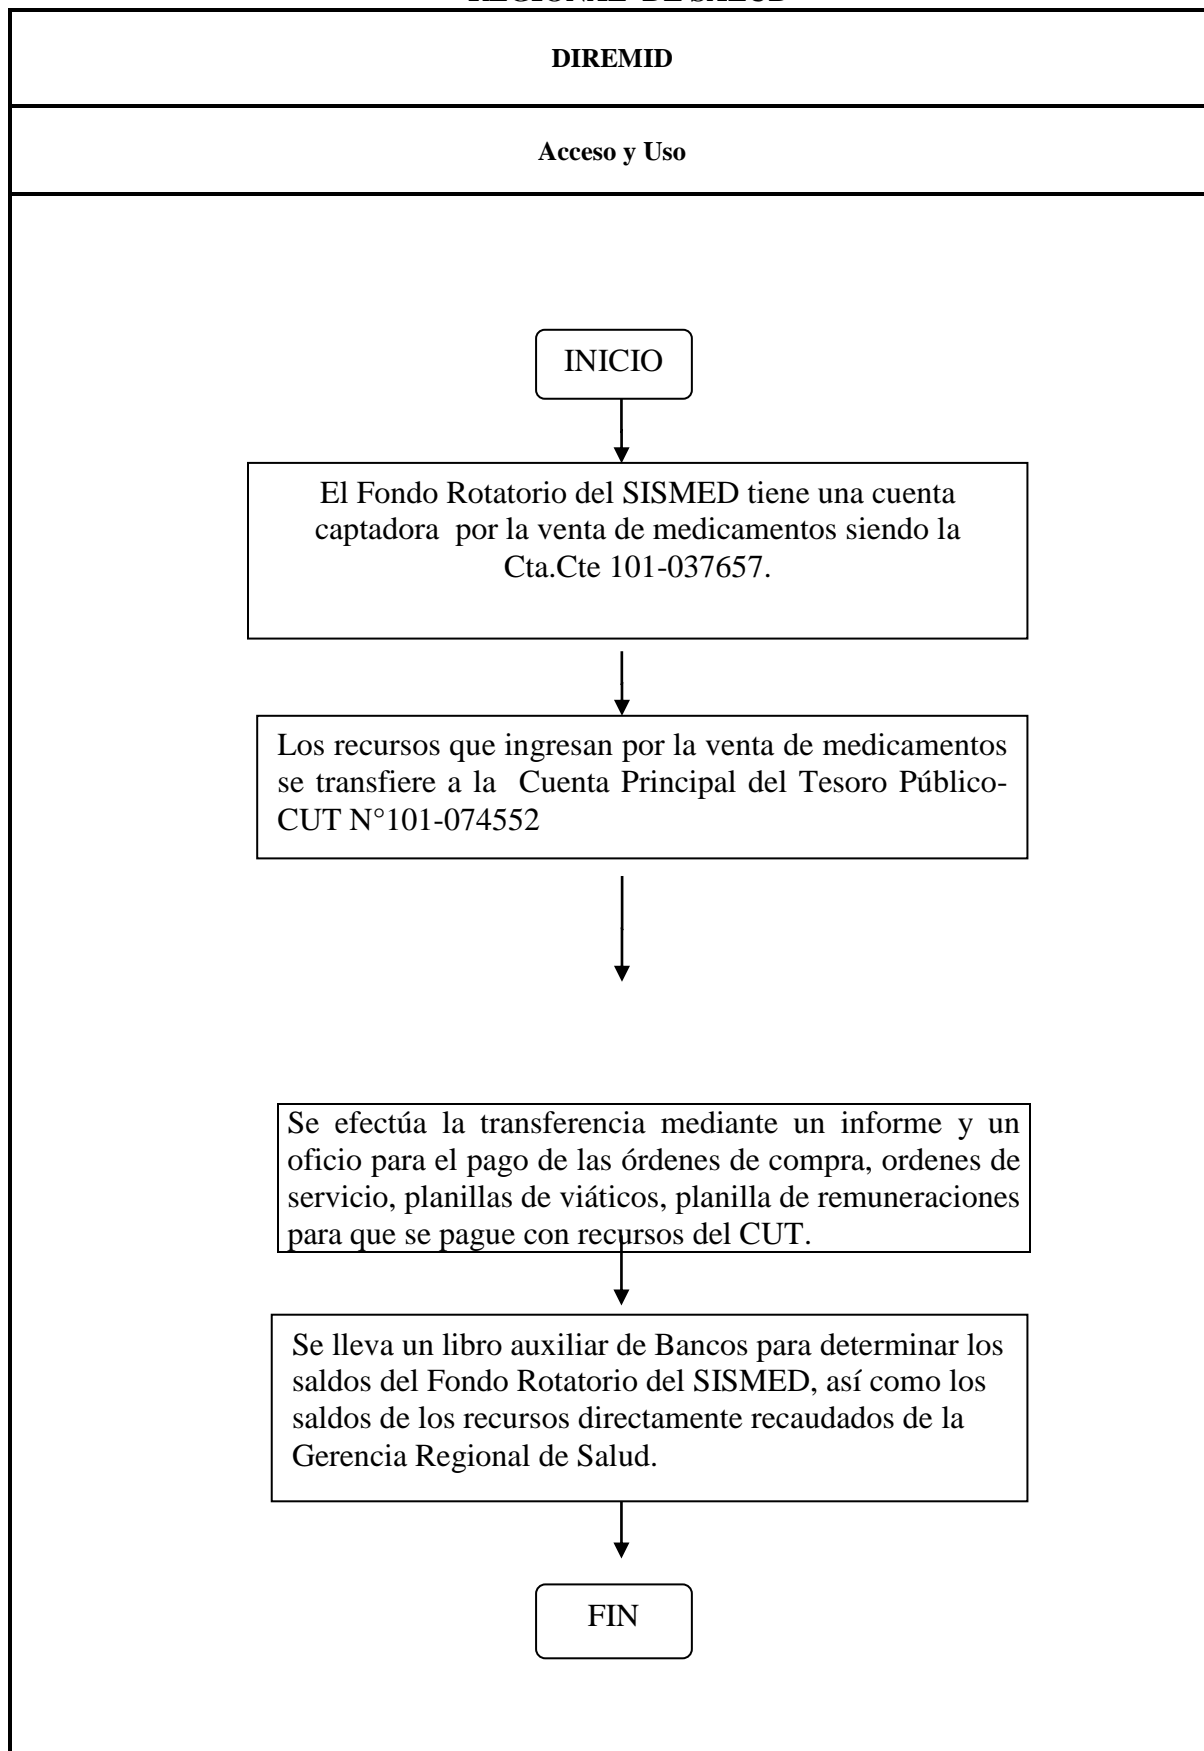 REGIONAL DE SALUD
DIREMID
Acceso y Uso
INICIO
El Fondo Rotatorio del SISMED tiene una cuenta
captadora por la venta de medicamentos siendo la
Cta.Cte 101-037657.
Los recursos que ingresan por la venta de medicamentos
se transfiere a la Cuenta Principal del Tesoro Público-
CUT N°101-074552
Se efectúa la transferencia mediante un informe y un
oficio para el pago de las órdenes de compra, ordenes de
servicio, planillas de viáticos, planilla de remuneraciones
para que se pague con recursos del CUT.
Se lleva un libro auxiliar de Bancos para determinar los
saldos del Fondo Rotatorio del SISMED, así como los
saldos de los recursos directamente recaudados de la
Gerencia Regional de Salud.
FIN